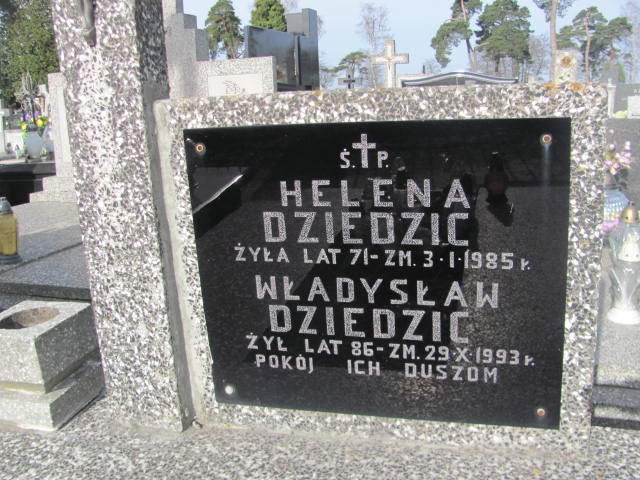 Ś. P.
HELENA
DZIEDZIC
ŻYŁA LAT 71-ZM. 3·I·1985 r.
WŁADYSŁAW
DZIEDZIC
ŻYŁ LAT 86-ZM. 29·X·1993 r.
POKÓJ ICH DUSZOM